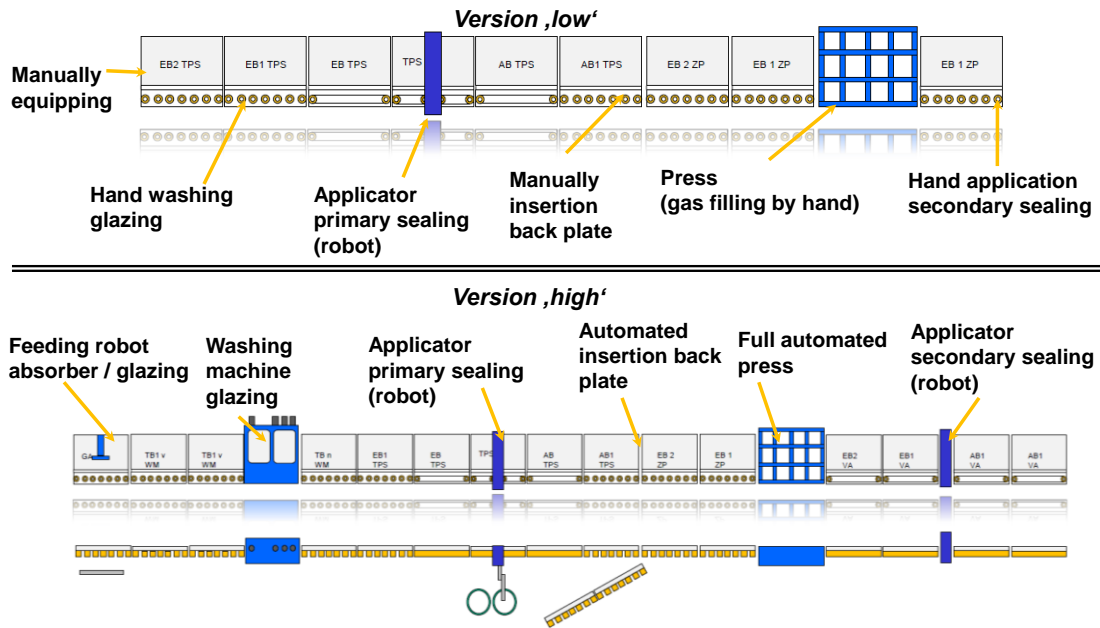 Version ,low‘
EB2 TPS
EB1 TPS
EB TPS
TPS
AB TPS
AB1 TPS
EB 2 ZP
EB 1 ZP
EB 1 ZP
Manually
equipping
Hand washing
glazing
Applicator
primary sealing
(robot)
Manually
insertion
back plate
Press
(gas filling by hand)
Hand application
secondary sealing
Version ,high‘
Feeding robot
absorber / glazing
Washing
machine
glazing
Applicator
primary sealing
(robot)
Automated
insertion back
plate
Full automated
press
Applicator
secondary sealing
(robot)
GA
TB1 v
WM
TB1 v
WM
TB n
WM
EB1
TPS
EB
TPS
TPS
AB
TPS
AB1
TPS
EB 2
ZP
EB 1
ZP
EB2
VA
EB1
VA
AB1
VA
AB1
VA